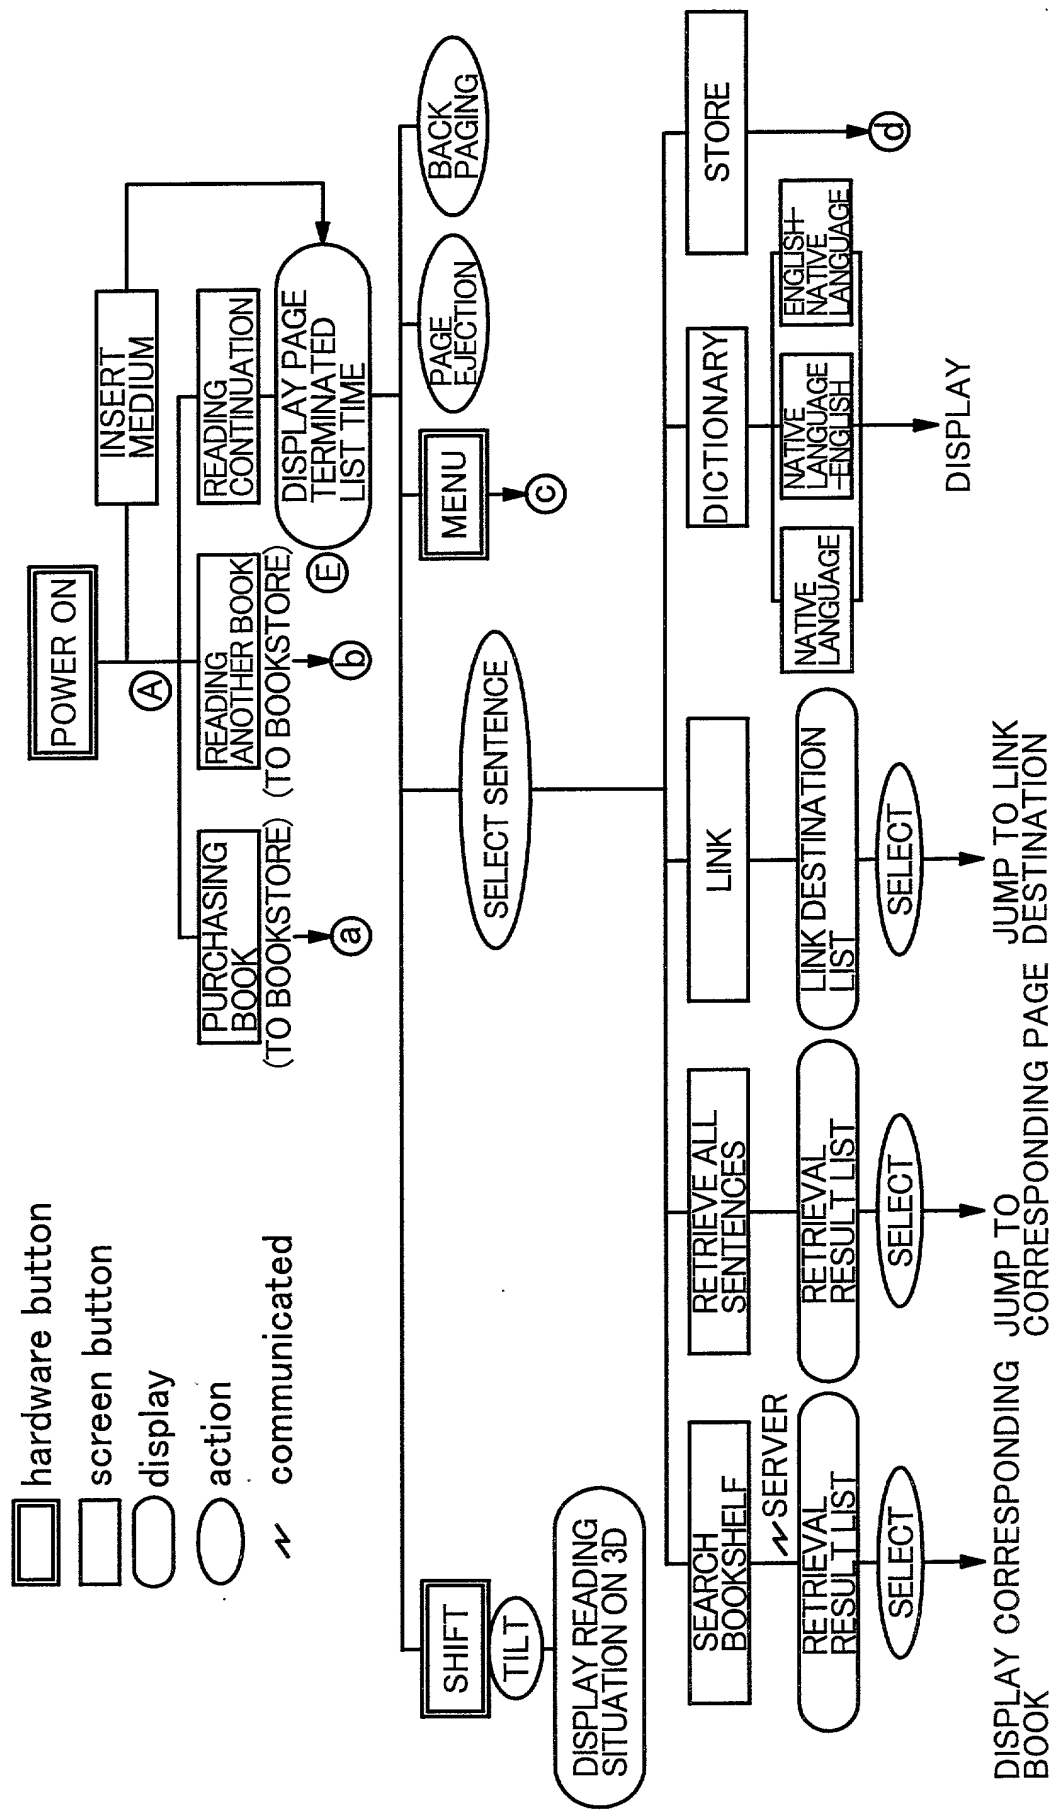 hardware button
screen button
display
action
communicated
POWER ON
INSERT
MEDIUM
A
PURCHASING
BOOK
(TO BOOKSTORE)
a
READING
ANOTHER BOOK
(TO BOOKSTORE)
b
READING
CONTINUATION
DISPLAY PAGE
TERMINATED
LIST TIME
E
SHIFT
TILT
DISPLAY READING
SITUATION ON 3D
SELECT SENTENCE
MENU
c
PAGE
EJECTION
BACK
PAGING
SEARCH
BOOKSHELF
SERVER
RETRIEVAL
RESULT LIST
SELECT
DISPLAY CORRESPONDING
BOOK
RETRIEVE ALL
SENTENCES
RETRIEVAL
RESULT LIST
SELECT
JUMP TO
CORRESPONDING PAGE
LINK
LINK DESTINATION
LIST
SELECT
JUMP TO LINK
DESTINATION
DICTIONARY
NATIVE
LANGUAGE
NATIVE
LANGUAGE
–ENGLISH
ENGLISH–
NATIVE
LANGUAGE
DISPLAY
STORE
d